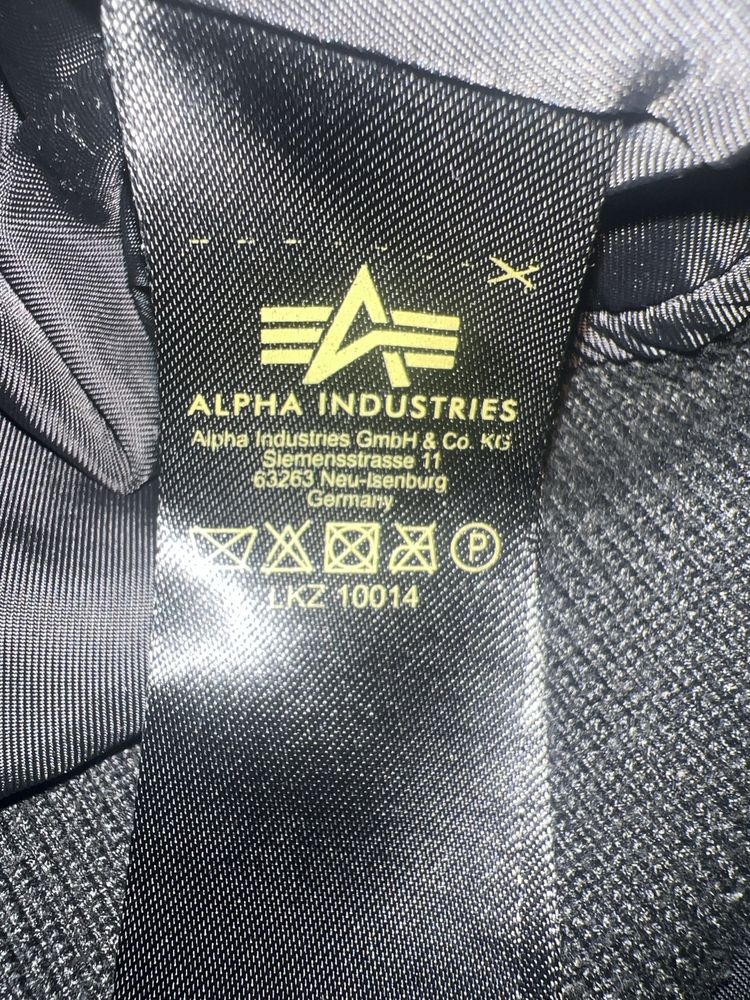 ALPHA INDUSTRIES
Alpha Industries GmbH & Co. KG
Siemensstrasse 11
63263 Neu-Isenburg
Germany
P
LKZ 10014